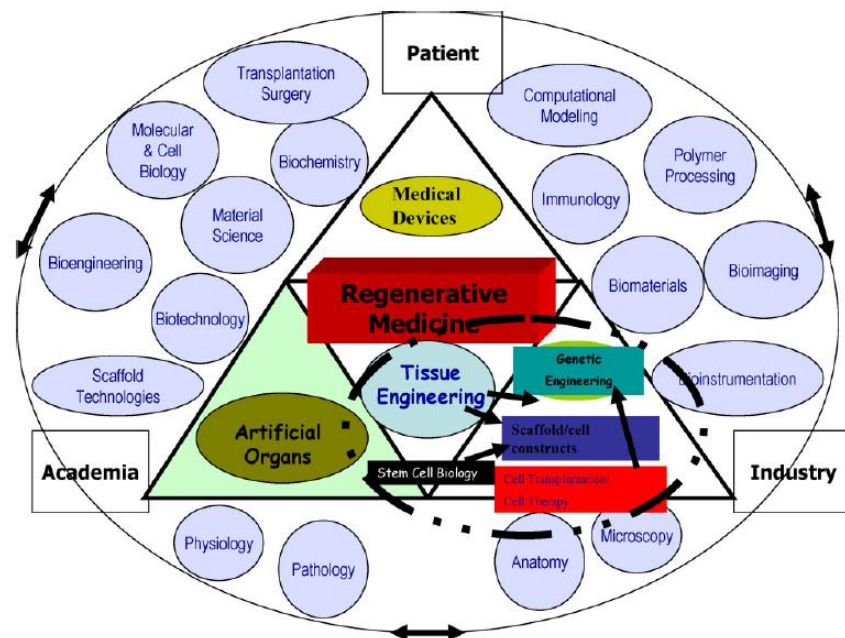 Patient
Transplantation
Surgery
Computational
Modeling
Molecular
& Cell
Biology
Biochemistry
Polymer
Processing
Medical
Devices
Immunology
Material
Science
Bioengineering
Biomaterials
Bioimaging
Regenerative
Medicine
Biotechnology
Scaffold
Technologies
Tissue
Engineering
Genetic
Engineering
Bioinstrumentation
Artificial
Organs
Scaffold/cell
constructs
Academia
Stem Cell Biology
Cell Transplantation/
Cell Therapy
Industry
Physiology
Pathology
Anatomy
Microscopy